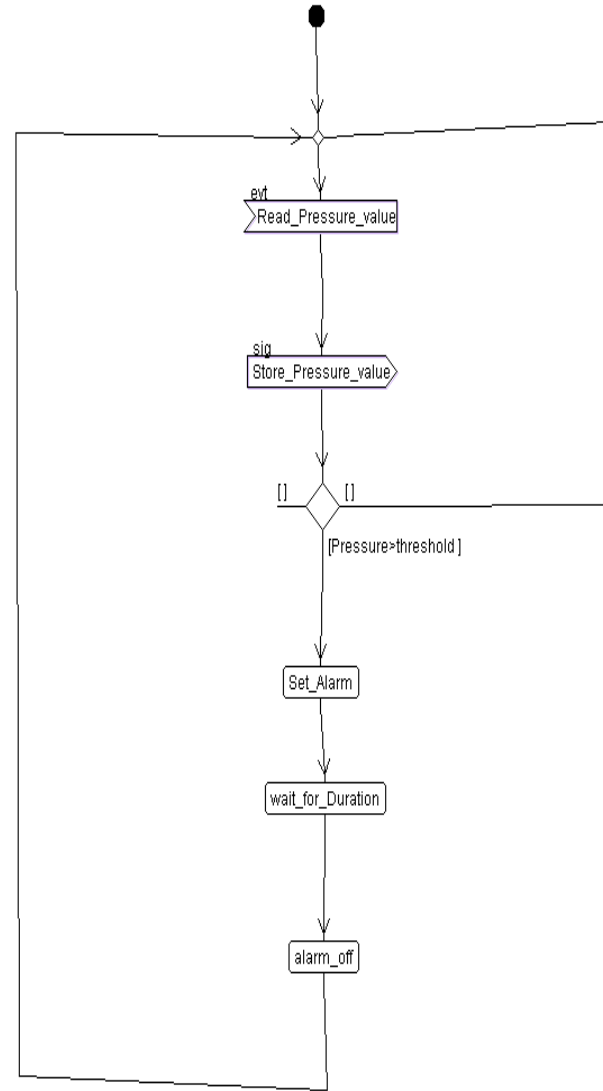 evt
Read_Pressure_value
sig
Store_Pressure_value
[ ] [ ]
[Pressure>threshold ]
Set_Alarm
wait_for_Duration
alarm_off